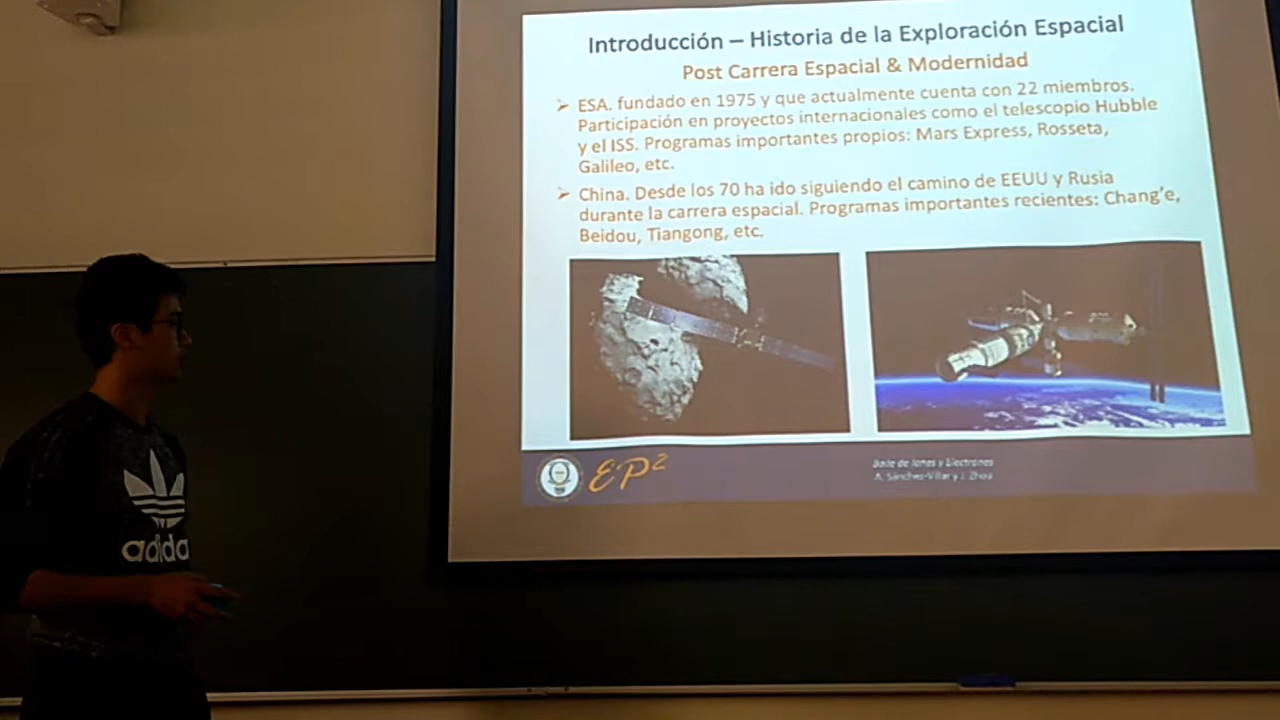 Introducción – Historia de la Exploración Espacial
Post Carrera Espacial & Modernidad
➢ ESA. fundado en 1975 y que actualmente cuenta con 22 miembros.
Participación en proyectos internacionales como el telescopio Hubble
y el ISS. Programas importantes propios: Mars Express, Rosseta,
Galileo, etc.
➢ China. Desde los 70 ha ido siguiendo el camino de EEUU y Rusia
durante la carrera espacial. Programas importantes recientes: Chang'e,
Beidou, Tiangong, etc.
EP²
Baile de Iones y Electrones
A. Sánchez-Villar y J. Zhou
adidas